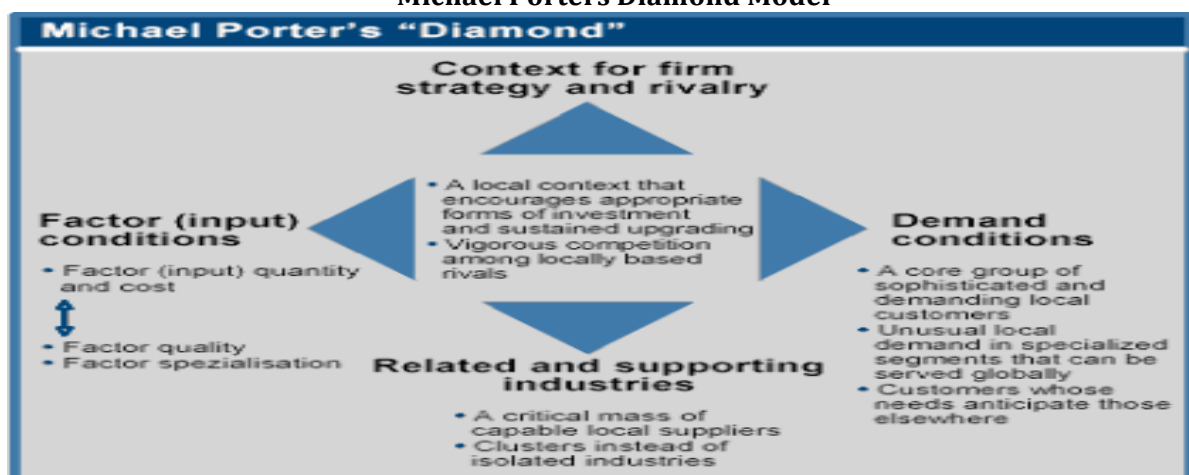 Michael Porters Diamond Model
Michael Porter's "Diamond"
Context for firm
strategy and rivalry
• A local context that
encourages appropriate
forms of investment
and sustained upgrading
• Vigorous competition
among locally based
rivals
Factor (input)
conditions
• Factor (input) quantity
and cost
• Factor quality
• Factor spezialisation
Demand
conditions
• A core group of
sophisticated and
demanding local
customers
• Unusual local
demand in specialized
segments that can be
served globally
• Customers whose
needs anticipate those
elsewhere
Related and supporting
industries
• A critical mass of
capable local suppliers
• Clusters instead of
isolated industries